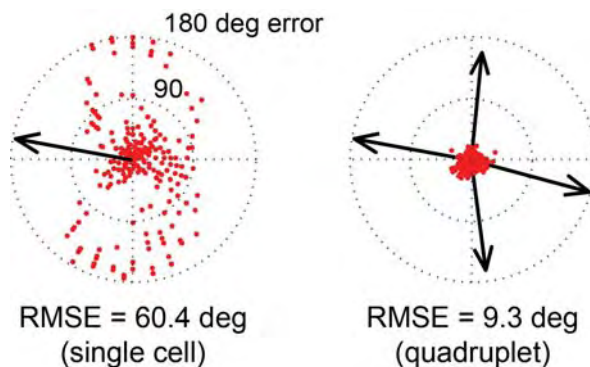 180 deg error
90
RMSE = 60.4 deg
(single cell)
RMSE = 9.3 deg
(quadruplet)